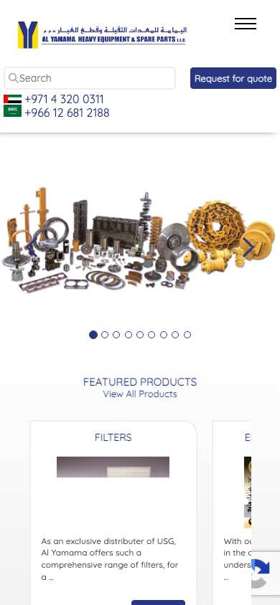 اليمامة للمعدات الثقيلة وقطع الغيار ذ.م.م
AL YAMAMA HEAVY EQUIPMENT & SPARE PARTS L.L.C
Search
Request for quote
+971 4 320 0311
+966 12 681 2188
FEATURED PRODUCTS
View All Products
FILTERS
As an exclusive distributer of USG,
Al Yamama offers such a
comprehensive range of filters, for
a ...
E
With ou
in the c
unders